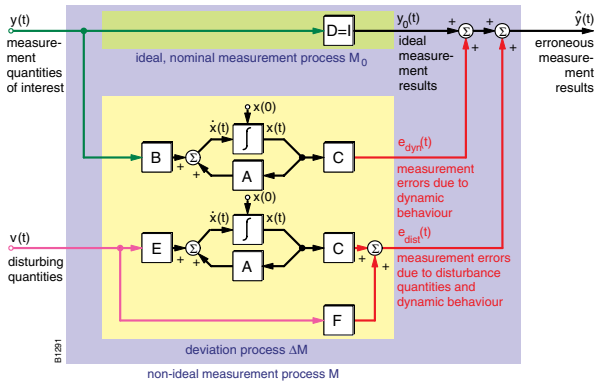 y(t)
measure-
ment
quantities
of interest
D=I
ideal, nominal measurement process M0
y0(t)
ideal
measure-
ment
results
+
+
Σ
+
+
Σ
ŷ(t)
erroneous
measure-
ment
results
x(0)
ẋ(t)
∫
x(t)
B
+
+
Σ
A
C
edyn(t)
measurement
errors due to
dynamic
behaviour
x(0)
ẋ(t)
∫
x(t)
v(t)
disturbing
quantities
E
+
+
Σ
A
C
+
+
Σ
edist(t)
measurement errors
due to disturbance
quantities and
dynamic behaviour
F
deviation process ΔM
non-ideal measurement process M
B1291